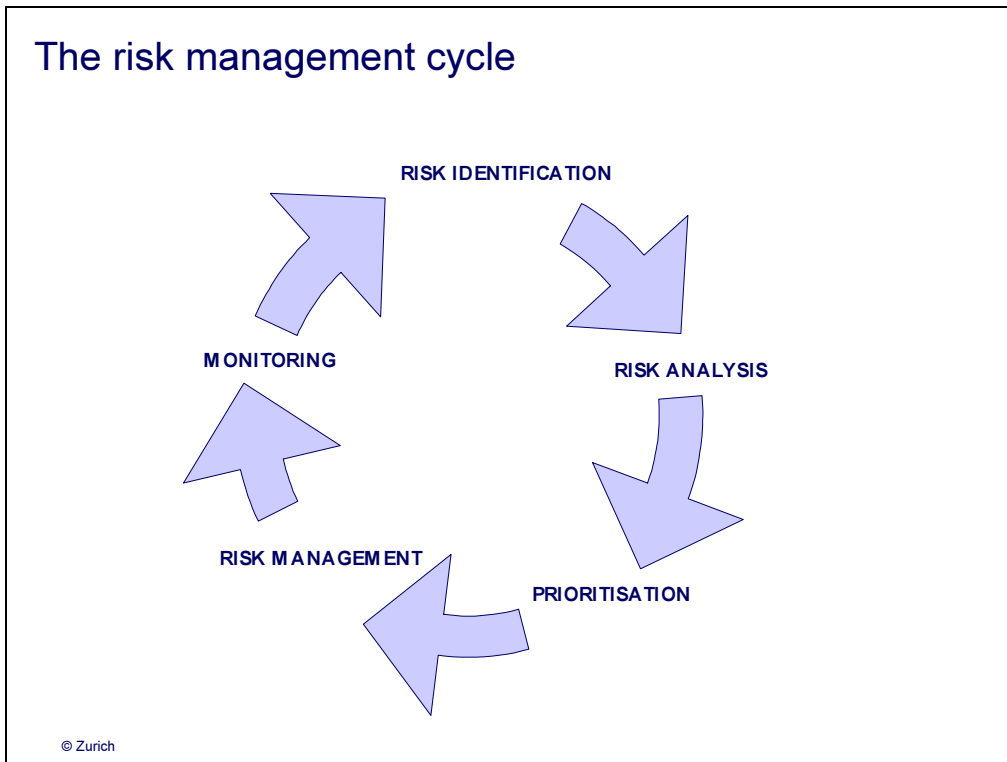 The risk management cycle
RISK IDENTIFICATION
RISK ANALYSIS
PRIORITISATION
RISK MANAGEMENT
MONITORING
© Zurich